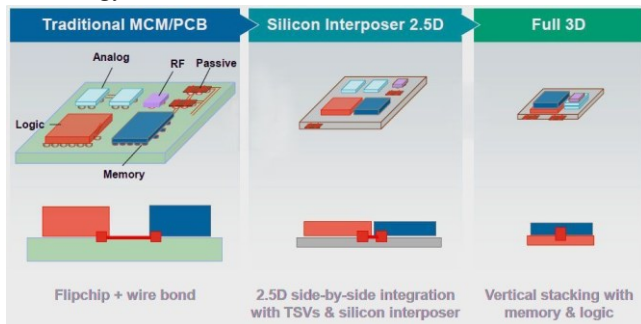 Traditional MCM/PCB
Silicon Interposer 2.5D
Full 3D
Analog
RF
Passive
Logic
Memory
Flipchip + wire bond
2.5D side-by-side integration
with TSVs & silicon interposer
Vertical stacking with
memory & logic